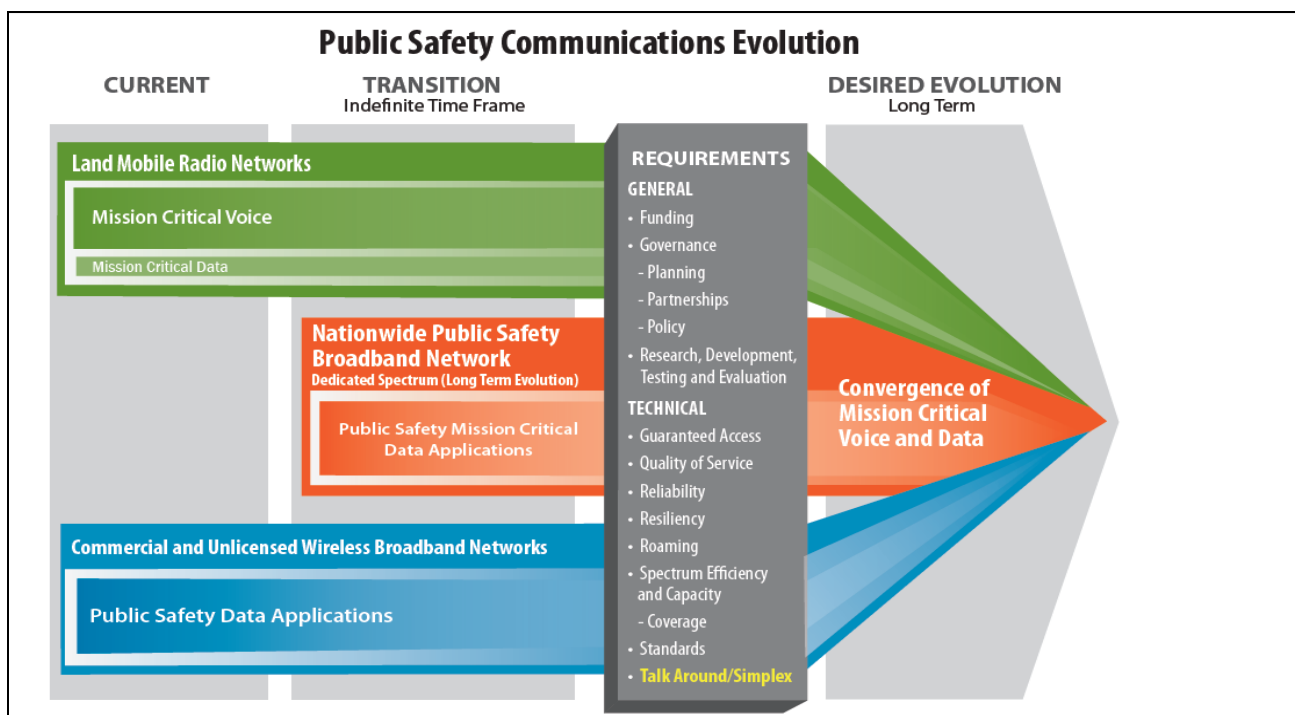 Public Safety Communications Evolution
CURRENT
TRANSITION
Indefinite Time Frame
DESIRED EVOLUTION
Long Term
Land Mobile Radio Networks
Mission Critical Voice
Mission Critical Data
Nationwide Public Safety
Broadband Network
Dedicated Spectrum (Long Term Evolution)
Public Safety Mission Critical
Data Applications
Commercial and Unlicensed Wireless Broadband Networks
Public Safety Data Applications
REQUIREMENTS
GENERAL
• Funding
• Governance
- Planning
- Partnerships
- Policy
• Research, Development,
Testing and Evaluation
TECHNICAL
• Guaranteed Access
• Quality of Service
• Reliability
• Resiliency
• Roaming
• Spectrum Efficiency
and Capacity
- Coverage
• Standards
• Talk Around/Simplex
Convergence of
Mission Critical
Voice and Data